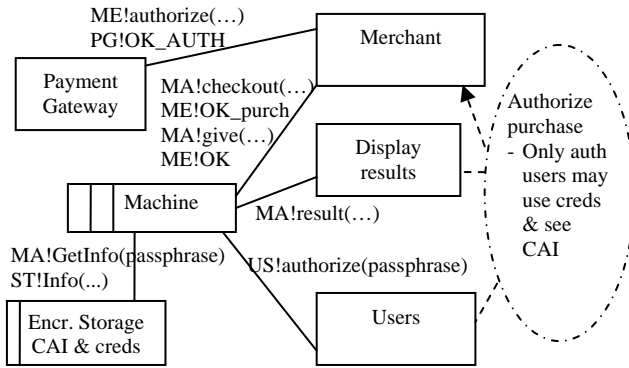 ME!authorize(…)
PG!OK_AUTH
Merchant
Payment
Gateway
MA!checkout(…)
ME!OK_purch
MA!give(…)
ME!OK
Authorize
purchase
- Only auth
users may
use creds
& see
CAI
Display
results
Machine
MA!result(…)
MA!GetInfo(passphrase)
ST!Info(...)
US!authorize(passphrase)
Encr. Storage
CAI & creds
Users